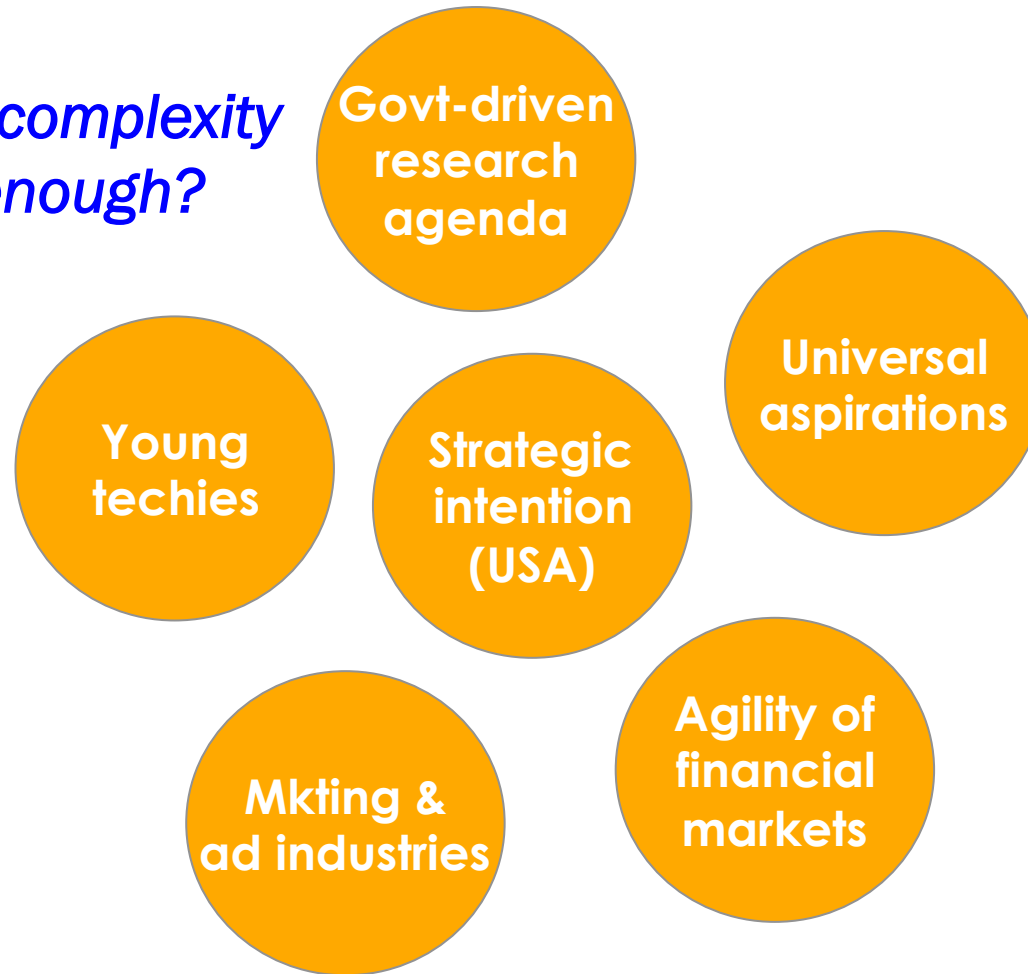 complexity
enough?
Govt-driven
research
agenda
Universal
aspirations
Young
techies
Strategic
intention
(USA)
Agility of
financial
markets
Mkting &
ad industries